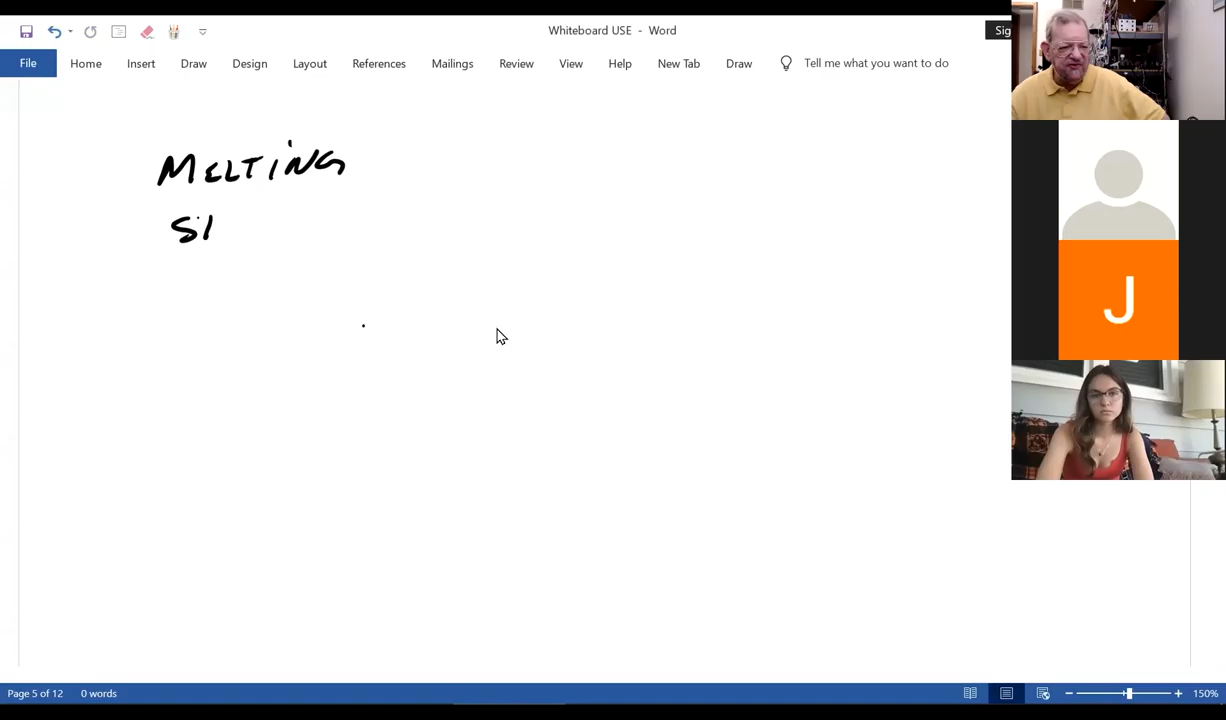 Whiteboard USE - Word
Sig
File Home Insert Draw Design Layout References Mailings Review View Help New Tab Draw Tell me what you want to do
MELTING
SI
J
Page 5 of 12 0 words 150%